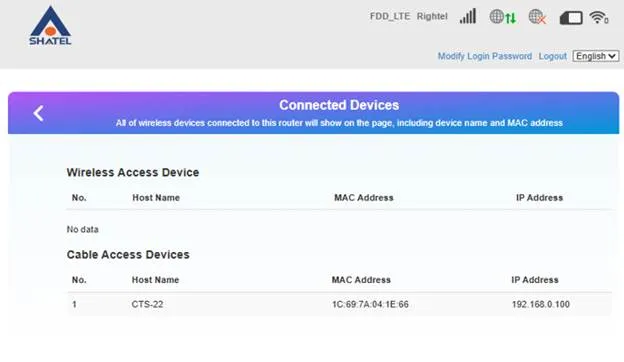 FDD_LTE Rightel
SHATEL
Modify Login Password Logout English
Connected Devices
All of wireless devices connected to this router will show on the page, including device name and MAC address
Wireless Access Device
No. Host Name MAC Address IP Address
No data
Cable Access Devices
No. Host Name MAC Address IP Address
1 CTS-22 1C:69:7A:04:1E:66 192.168.0.100